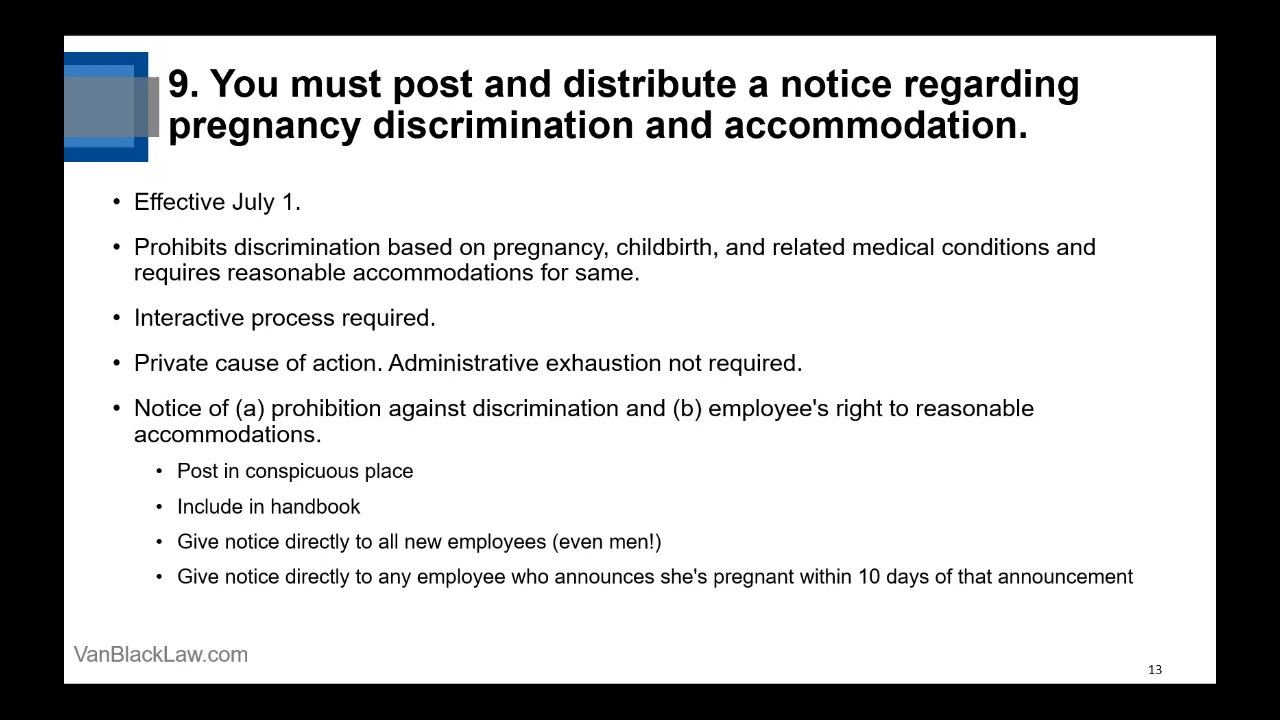 9. You must post and distribute a notice regarding
pregnancy discrimination and accommodation.
• Effective July 1.
• Prohibits discrimination based on pregnancy, childbirth, and related medical conditions and
requires reasonable accommodations for same.
• Interactive process required.
• Private cause of action. Administrative exhaustion not required.
• Notice of (a) prohibition against discrimination and (b) employee's right to reasonable
accommodations.
• Post in conspicuous place
• Include in handbook
• Give notice directly to all new employees (even men!)
• Give notice directly to any employee who announces she's pregnant within 10 days of that announcement
VanBlackLaw.com
13